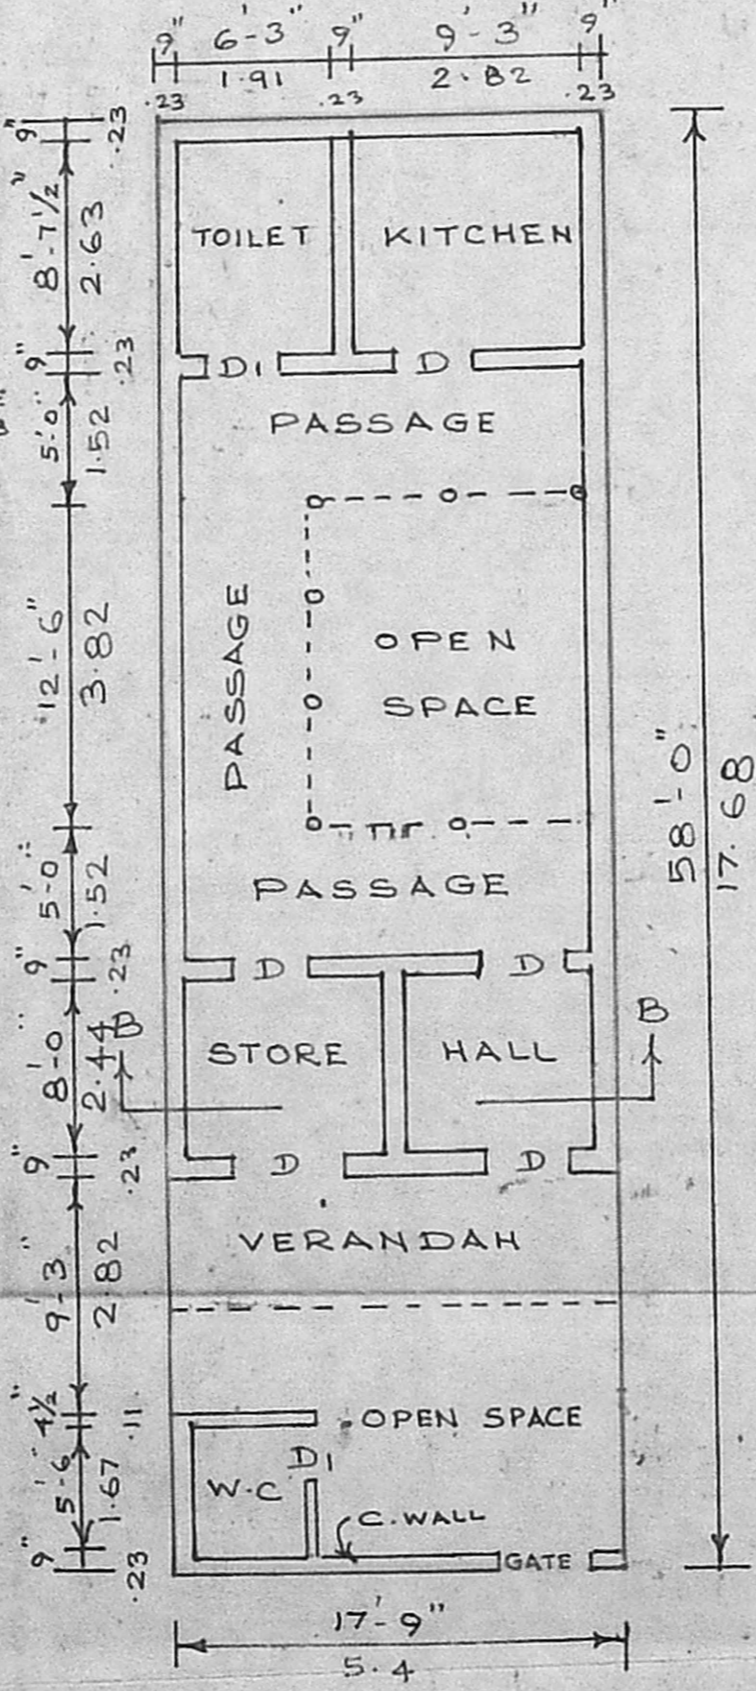 9" 6'-3" 9" 9'-3" 9"
.23 1.91 .23 2.82 .23
9" .23
8'-7 1/2" 2.63
9" .23
5'-0" 1.52
12'-6" 3.82
5'-0" 1.52
9" .23
8'-0" 2.44
9" .23
9'-3" 2.82
4 1/2" .11
5'-6" 1.67
9" .23
TOILET KITCHEN
D1 D
PASSAGE
PASSAGE
OPEN
SPACE
PASSAGE
D D
B B
STORE HALL
D D
VERANDAH
OPEN SPACE
D1
W.C
C.WALL
GATE
58'-0"
17.68
17'-9"
5.4